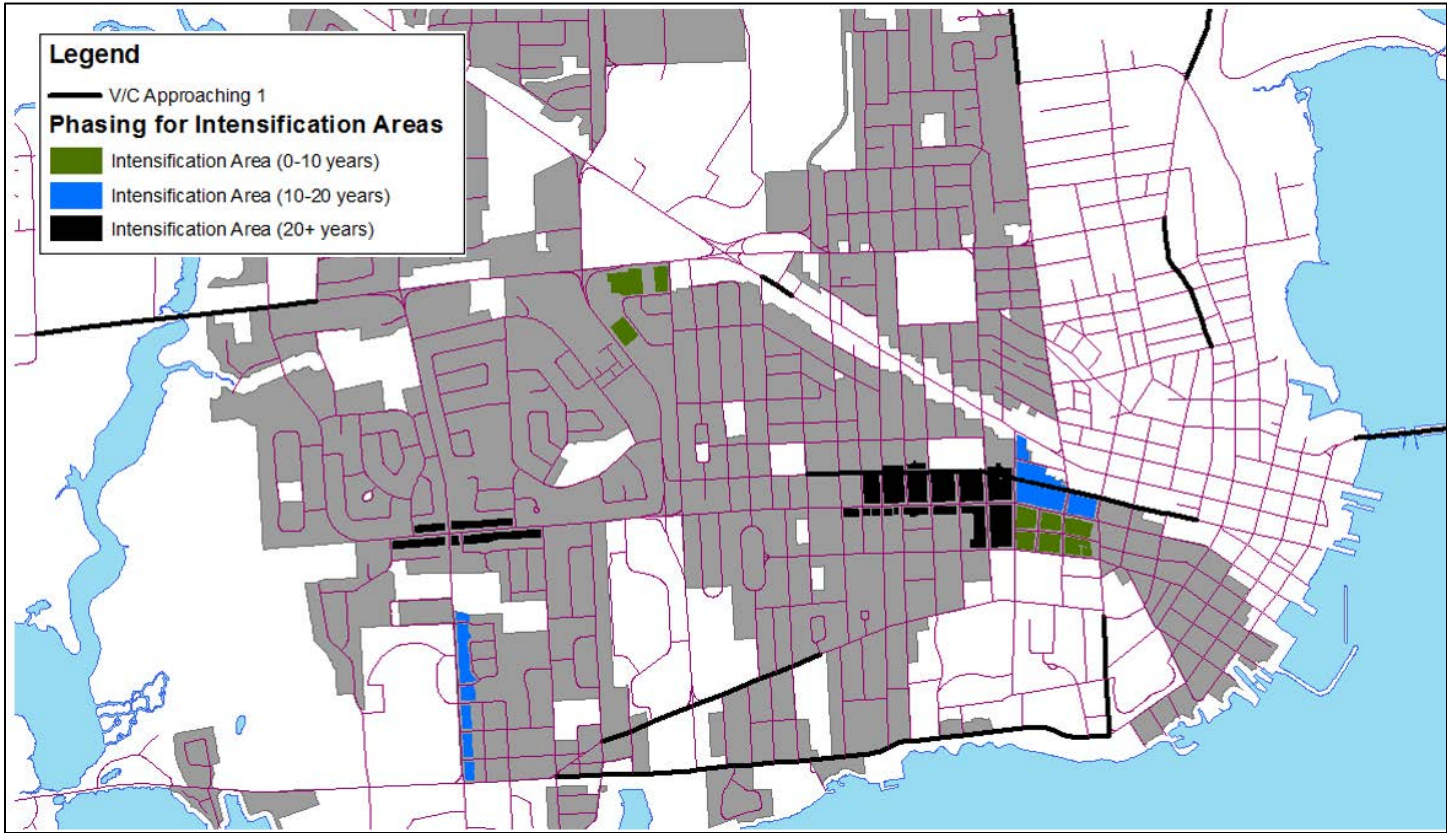 Legend
V/C Approaching 1
Phasing for Intensification Areas
Intensification Area (0-10 years)
Intensification Area (10-20 years)
Intensification Area (20+ years)